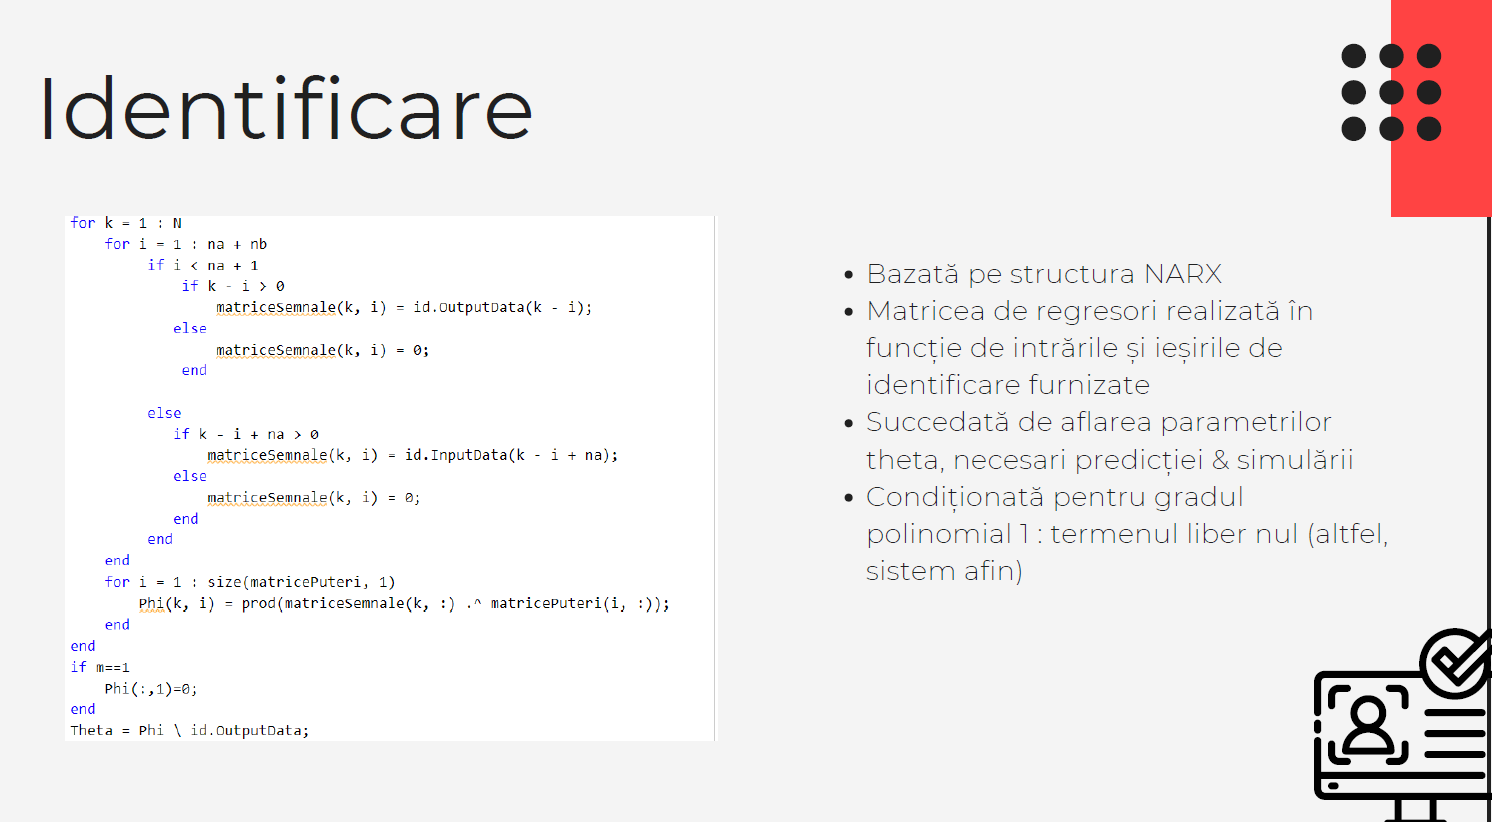 Identificare
for k = 1 : N
for i = 1 : na + nb
if i < na + 1
if k - i > 0
matriceSemnale(k, i) = id.OutputData(k - i);
else
matriceSemnale(k, i) = 0;
end
else
if k - i + na > 0
matriceSemnale(k, i) = id.InputData(k - i + na);
else
matriceSemnale(k, i) = 0;
end
end
end
for i = 1 : size(matricePuteri, 1)
Phi(k, i) = prod(matriceSemnale(k, :) .^ matricePuteri(i, :));
end
end
if m==1
Phi(:,1)=0;
end
Theta = Phi \ id.OutputData;
• Bazată pe structura NARX
• Matricea de regresori realizată în
funcție de intrările și ieșirile de
identificare furnizate
• Succedată de aflarea parametrilor
theta, necesari predicției & simulării
• Condiționată pentru gradul
polinomial 1 : termenul liber nul (altfel,
sistem afin)